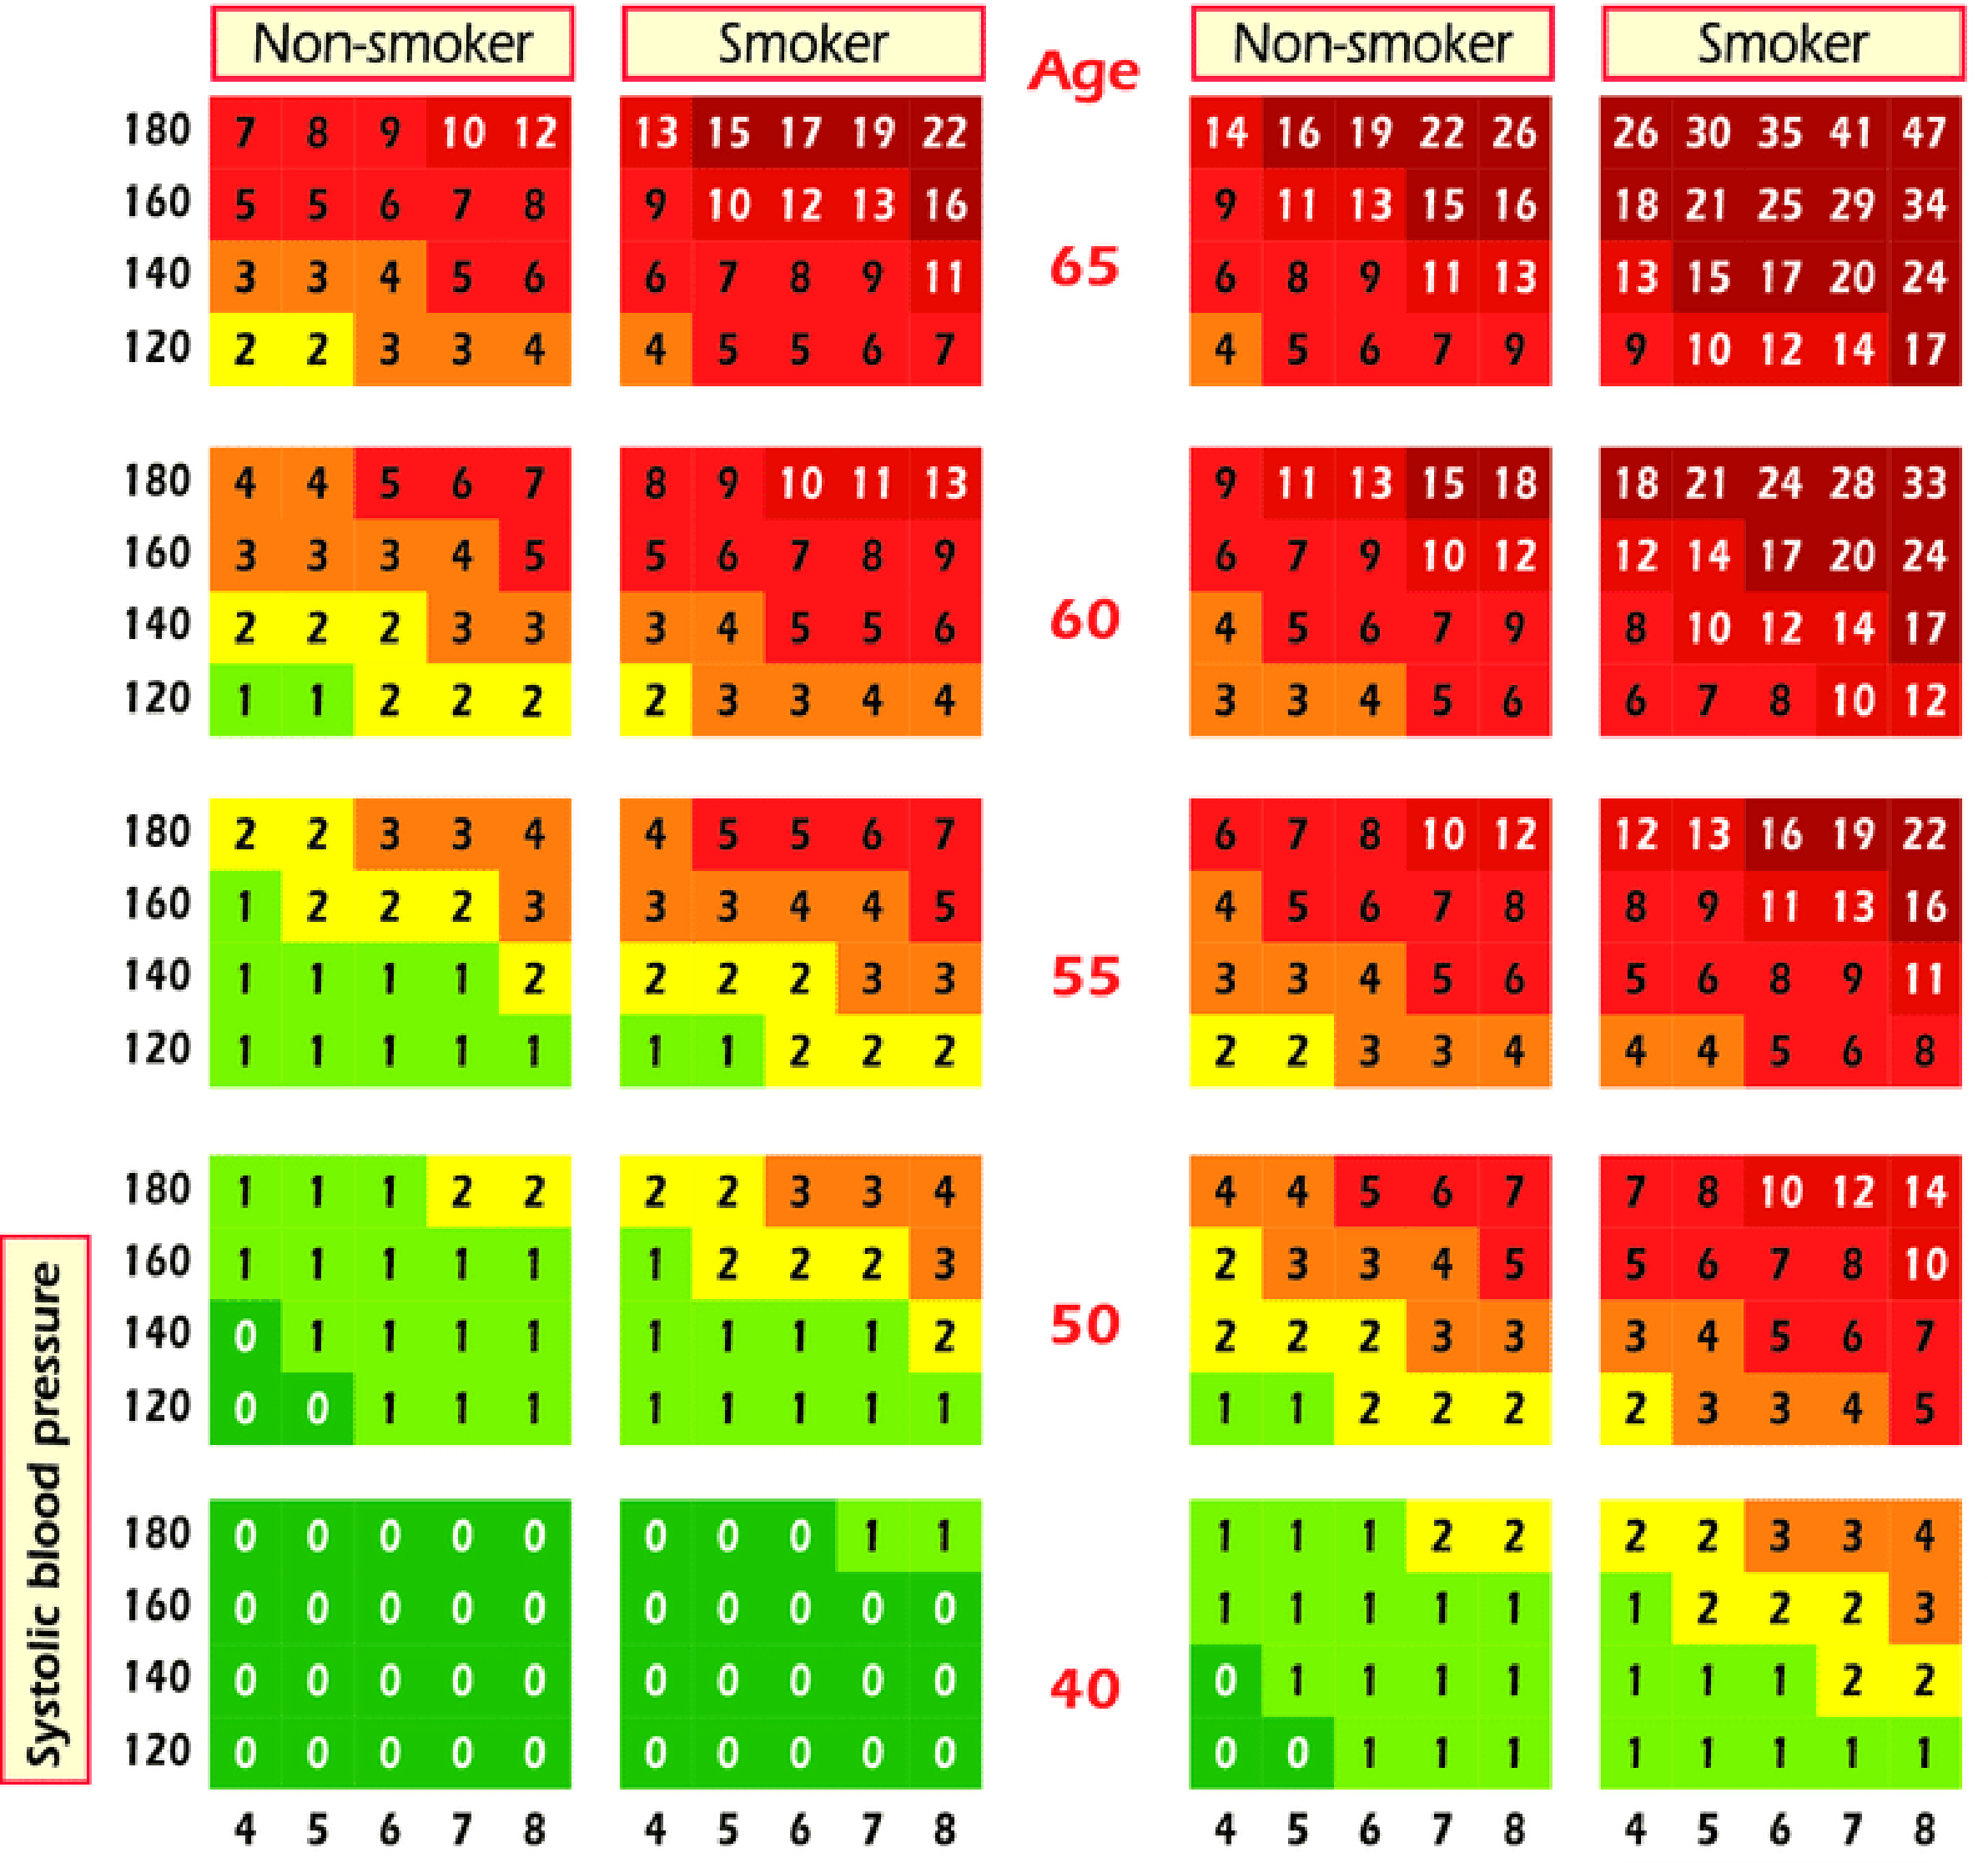 Non-smoker Smoker Age Non-smoker Smoker
180 7 8 9 10 12 13 15 17 19 22 14 16 19 22 26 26 30 35 41 47
160 5 5 6 7 8 9 10 12 13 16 9 11 13 15 16 18 21 25 29 34
140 3 3 4 5 6 6 7 8 9 11 65 6 8 9 11 13 13 15 17 20 24
120 2 2 3 3 4 4 5 5 6 7 4 5 6 7 9 9 10 12 14 17
180 4 4 5 6 7 8 9 10 11 13 9 11 13 15 18 18 21 24 28 33
160 3 3 3 4 5 5 6 7 8 9 6 7 9 10 12 12 14 17 20 24
140 2 2 2 3 3 3 4 5 5 6 60 4 5 6 7 9 8 10 12 14 17
120 1 1 2 2 2 2 3 3 4 4 3 3 4 5 6 6 7 8 10 12
180 2 2 3 3 4 4 5 5 6 7 6 7 8 10 12 12 13 16 19 22
160 1 2 2 2 3 3 3 4 4 5 4 5 6 7 8 8 9 11 13 16
140 1 1 1 1 2 2 2 2 3 3 55 3 3 4 5 6 5 6 8 9 11
120 1 1 1 1 1 1 1 2 2 2 2 2 3 3 4 4 4 5 6 8
180 1 1 1 2 2 2 2 3 3 4 4 4 5 6 7 7 8 10 12 14
160 1 1 1 1 1 1 2 2 2 3 2 3 3 4 5 5 6 7 8 10
140 0 1 1 1 1 1 1 1 1 2 50 2 2 2 3 3 3 4 5 6 7
120 0 0 1 1 1 1 1 1 1 1 1 1 2 2 2 2 3 3 4 5
180 0 0 0 0 0 0 0 0 1 1 1 1 1 2 2 2 2 3 3 4
160 0 0 0 0 0 0 0 0 0 0 1 1 1 1 1 1 2 2 2 3
140 0 0 0 0 0 0 0 0 0 0 40 0 1 1 1 1 1 1 1 2 2
120 0 0 0 0 0 0 0 0 0 0 0 0 1 1 1 1 1 1 1 1
4 5 6 7 8 4 5 6 7 8 4 5 6 7 8 4 5 6 7 8
Systolic blood pressure